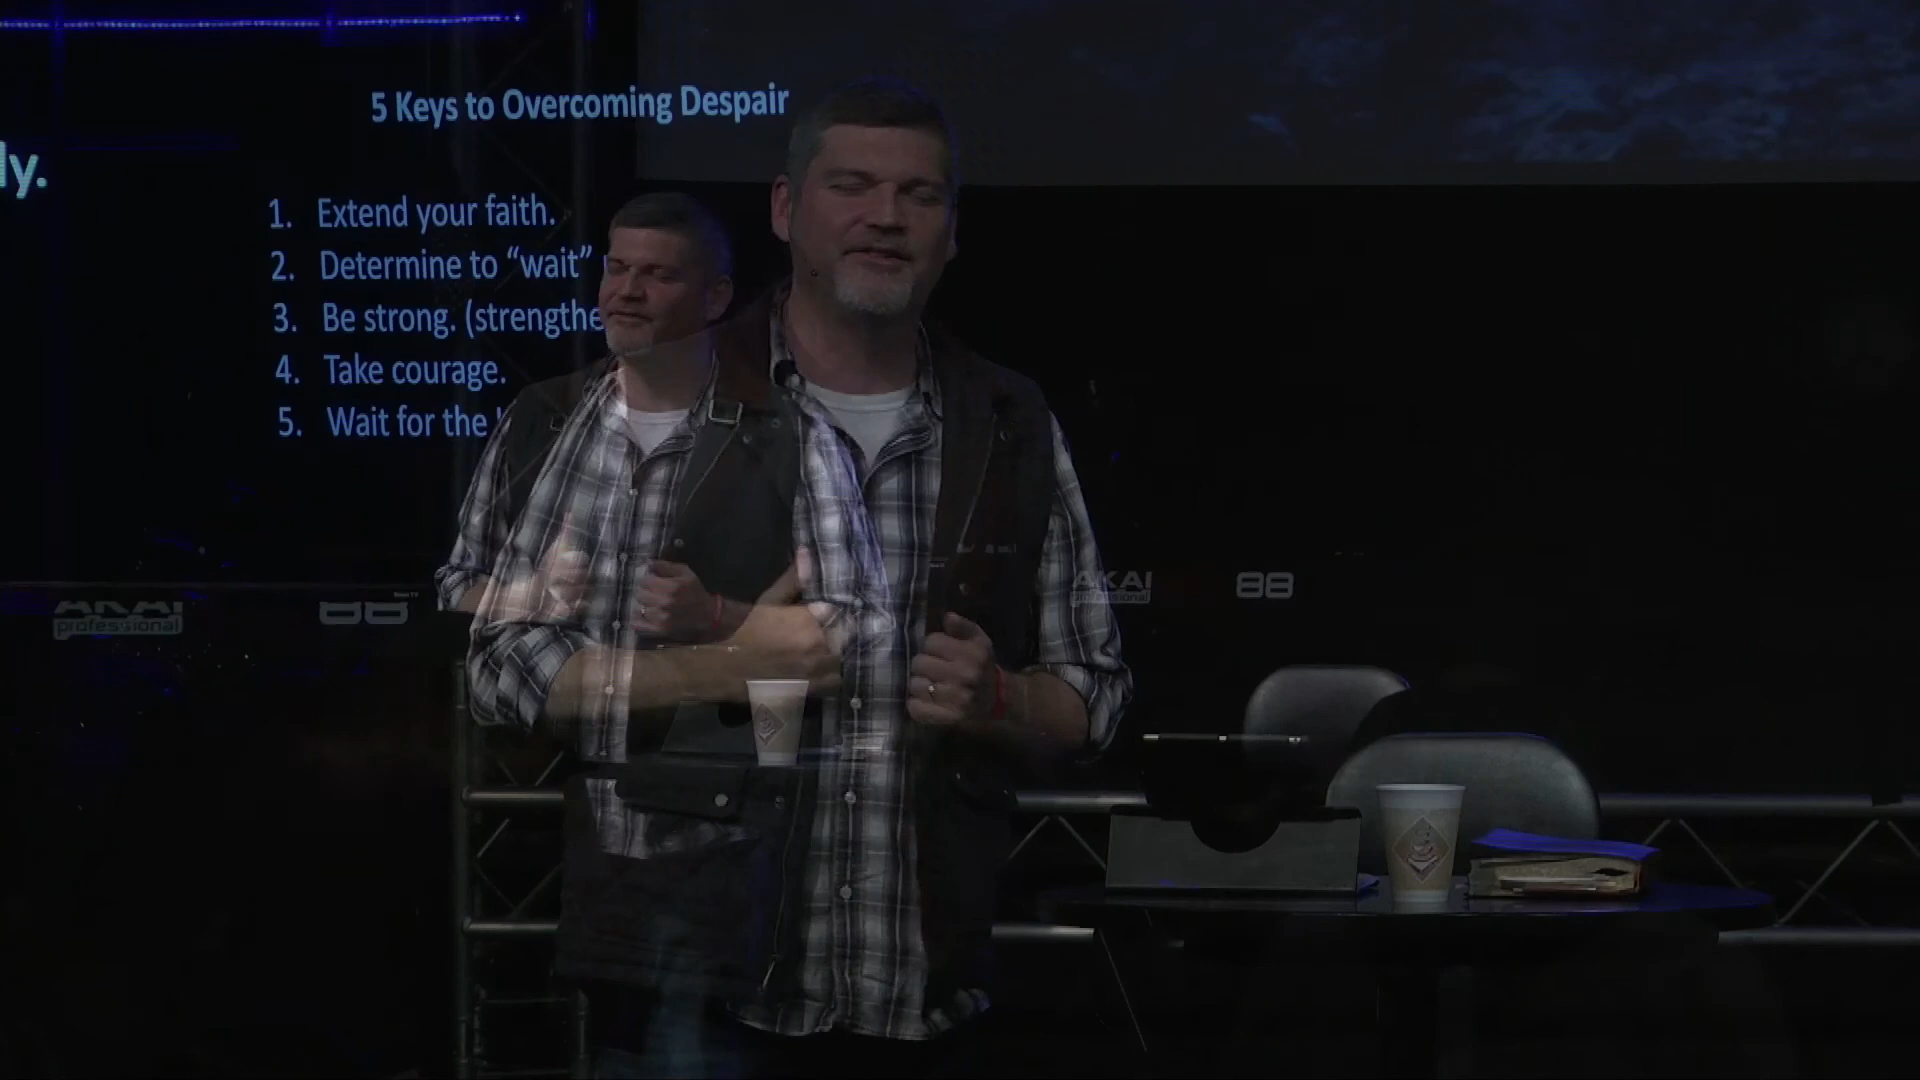 5 Keys to Overcoming Despair
ly.
1. Extend your faith.
2. Determine to “wait”
3. Be strong. (strengthe
4. Take courage.
5. Wait for the
AKAI 88
professional
AKAI 88
professional